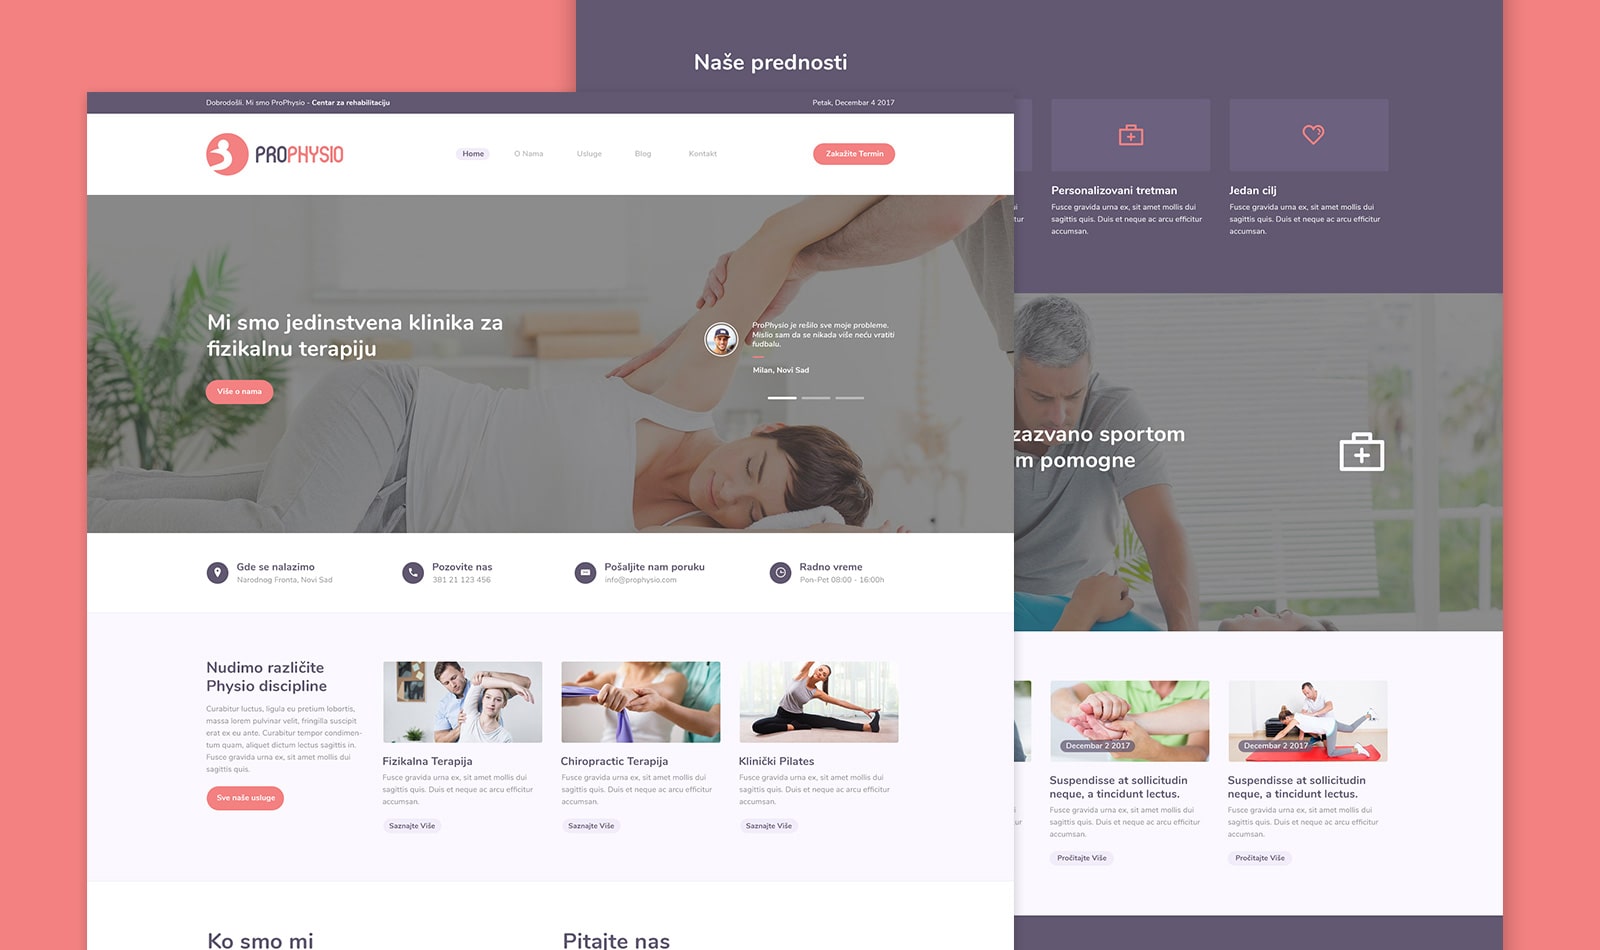 Dobrodošli. Mi smo ProPhysio - Centar za rehabilitaciju
Petak, Decembar 4 2017
PROPHYSIO
Home
O Nama
Usluge
Blog
Kontakt
Zakažite Termin
Mi smo jedinstvena klinika za
fizikalnu terapiju
Više o nama
ProPhysio je rešilo sve moje probleme.
Mislio sam da se nikada više neću vratiti
fudbalu.
Milan, Novi Sad
Gde se nalazimo
Narodnog Fronta, Novi Sad
Pozovite nas
381 21 123 456
Pošaljite nam poruku
info@prophysio.com
Radno vreme
Pon-Pet 08:00 - 16:00h
Nudimo različite
Physio discipline
Curabitur luctus, ligula eu pretium lobortis,
massa lorem pulvinar velit, fringilla suscipit
erat ex eu ante. Curabitur tempor condimen-
tum quam, aliquet dictum lectus sagittis in.
Fusce gravida urna ex, sit amet mollis dui
sagittis quis.
Sve naše usluge
Fizikalna Terapija
Fusce gravida urna ex, sit amet mollis dui
sagittis quis. Duis et neque ac arcu efficitur
accumsan.
Saznajte Više
Chiropractic Terapija
Fusce gravida urna ex, sit amet mollis dui
sagittis quis. Duis et neque ac arcu efficitur
accumsan.
Saznajte Više
Klinički Pilates
Fusce gravida urna ex, sit amet mollis dui
sagittis quis. Duis et neque ac arcu efficitur
accumsan.
Saznajte Više
Ko smo mi
Pitajte nas
Naše prednosti
ui
tur
Personalizovani tretman
Fusce gravida urna ex, sit amet mollis dui
sagittis quis. Duis et neque ac arcu efficitur
accumsan.
Jedan cilj
Fusce gravida urna ex, sit amet mollis dui
sagittis quis. Duis et neque ac arcu efficitur
accumsan.
zazvano sportom
m pomogne
ui
tur
Decembar 2 2017
Suspendisse at sollicitudin
neque, a tincidunt lectus.
Fusce gravida urna ex, sit amet mollis dui
sagittis quis. Duis et neque ac arcu efficitur
accumsan.
Pročitajte Više
Decembar 2 2017
Suspendisse at sollicitudin
neque, a tincidunt lectus.
Fusce gravida urna ex, sit amet mollis dui
sagittis quis. Duis et neque ac arcu efficitur
accumsan.
Pročitajte Više